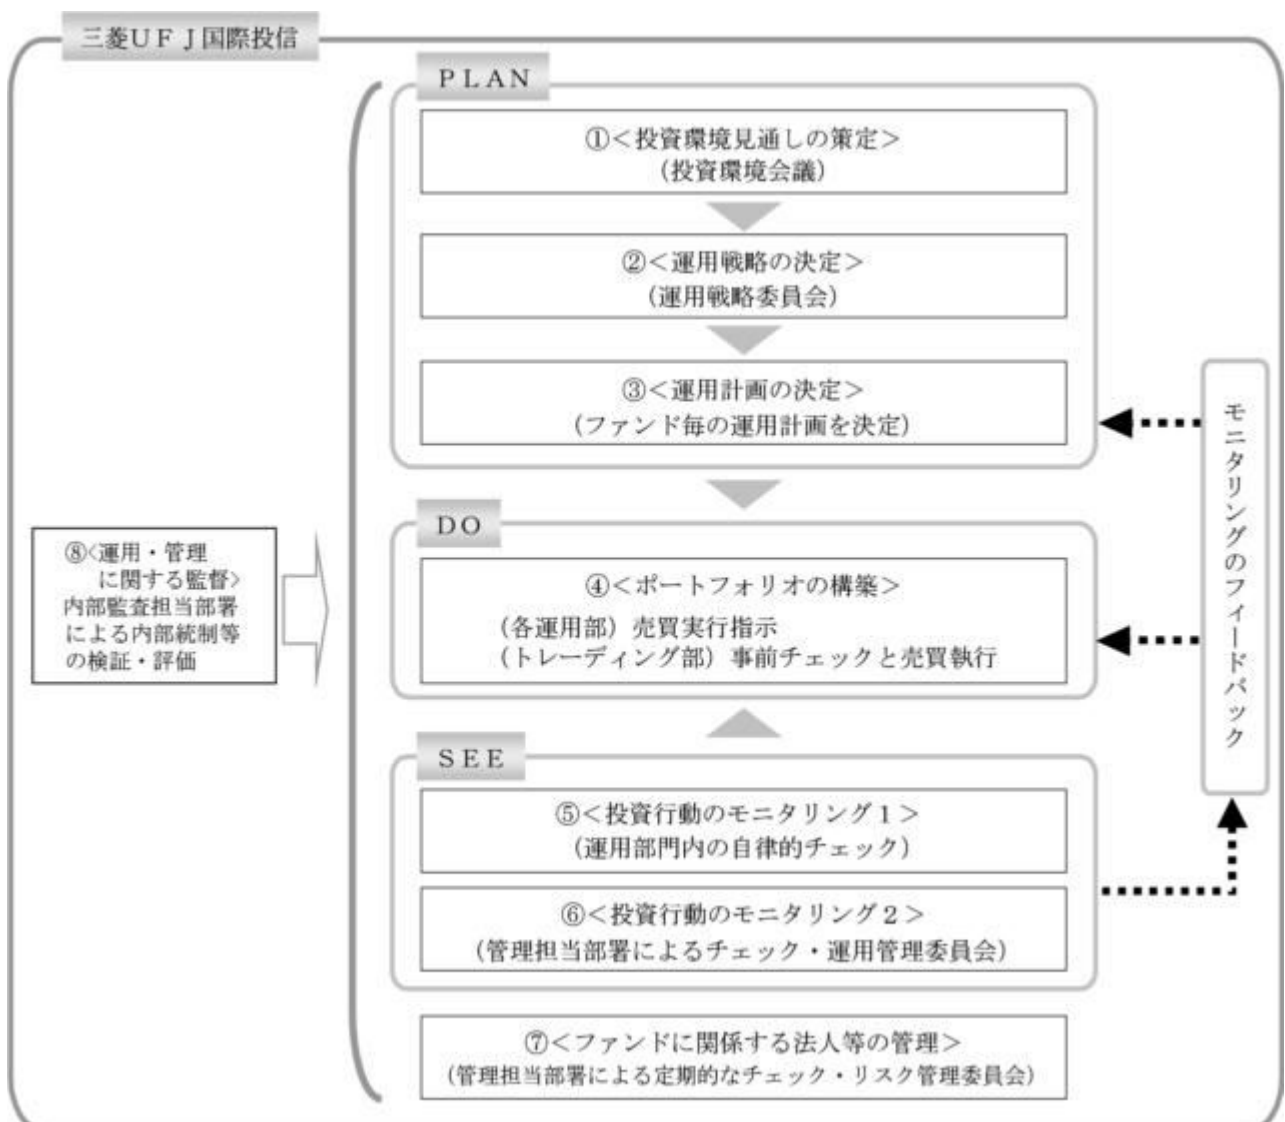 三菱ＵＦＪ国際投信
ＰＬＡＮ
①＜投資環境見通しの策定＞
（投資環境会議）
②＜運用戦略の決定＞
（運用戦略委員会）
③＜運用計画の決定＞
（ファンド毎の運用計画を決定）
ＤＯ
④＜ポートフォリオの構築＞
（各運用部）売買実行指示
（トレーディング部）事前チェックと売買執行
ＳＥＥ
⑤＜投資行動のモニタリング１＞
（運用部門内の自律的チェック）
⑥＜投資行動のモニタリング２＞
（管理担当部署によるチェック・運用管理委員会）
⑦＜ファンドに関係する法人等の管理＞
（管理担当部署による定期的なチェック・リスク管理委員会）
⑧<運用・管理
に関する監督>
内部監査担当部署
による内部統制等
の検証・評価
モニタリングのフィードバック